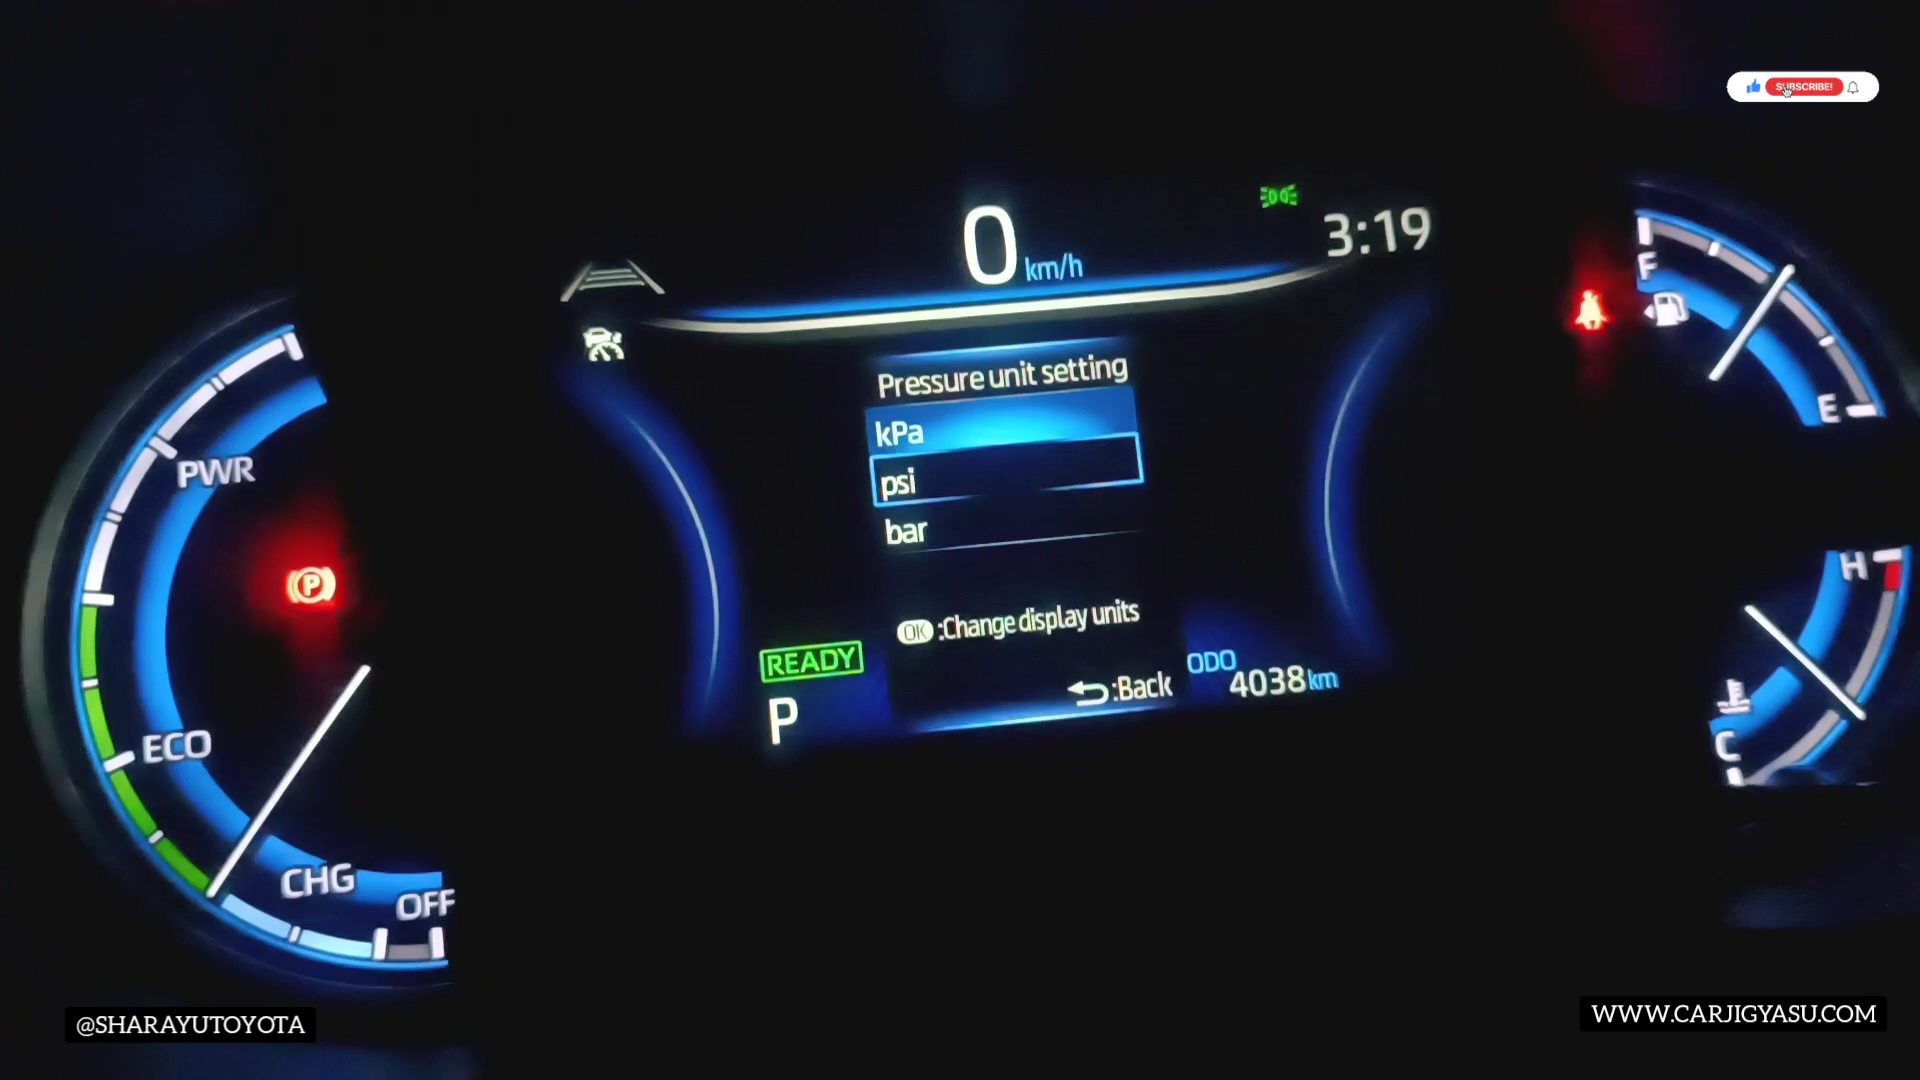 SUBSCRIBE!
0 km/h
3:19
Pressure unit setting
kPa
psi
bar
OK :Change display units
:Back
READY
P
ODO
4038 km
PWR
P
ECO
CHG
OFF
F
E
H
C
@SHARAYUTOYOTA
WWW.CARJIGYASU.COM